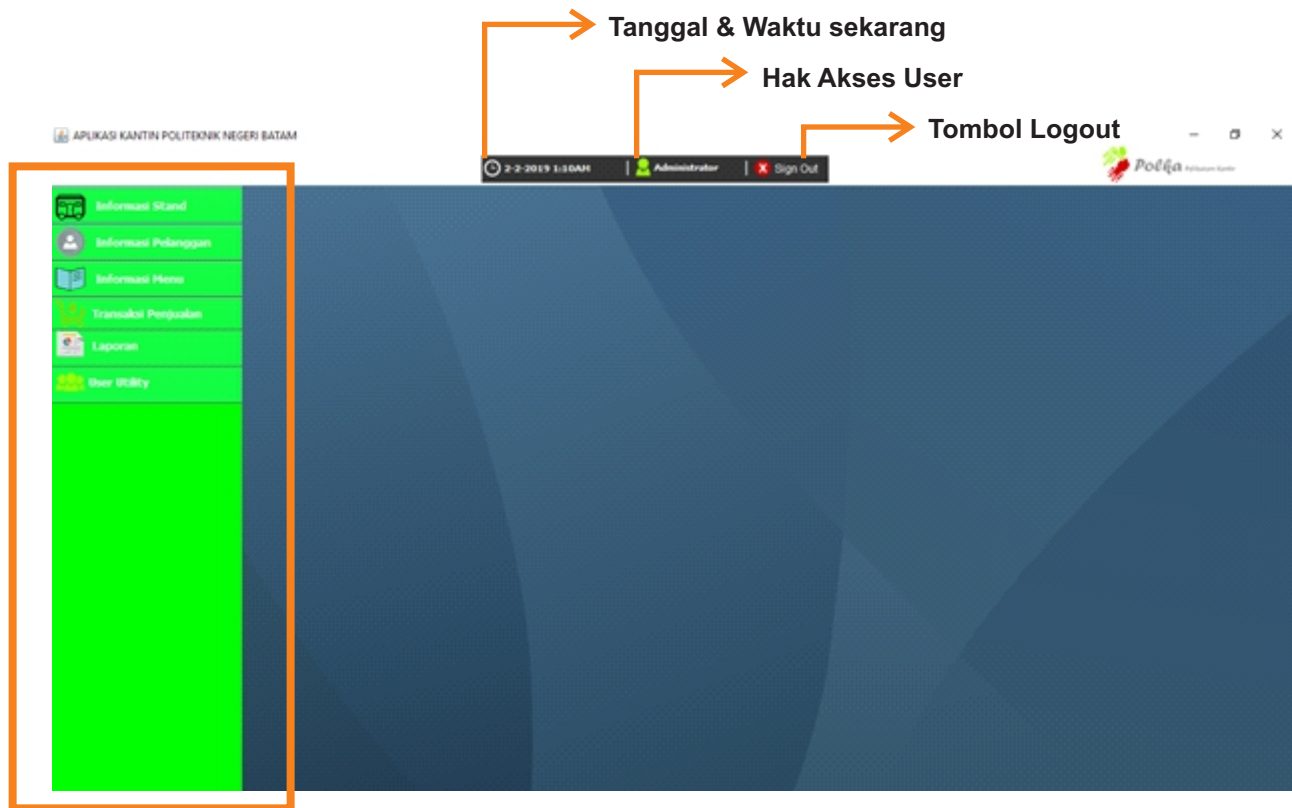 Tanggal & Waktu sekarang
Hak Akses User
Tombol Logout
APLIKASI KANTIN POLITEKNIK NEGERI BATAM
2-2-2019 1:10AM | Administrator | Sign Out
Polka
Informasi Stand
Informasi Pelanggan
Informasi Menu
Transaksi Penjualan
Laporan
User Utility